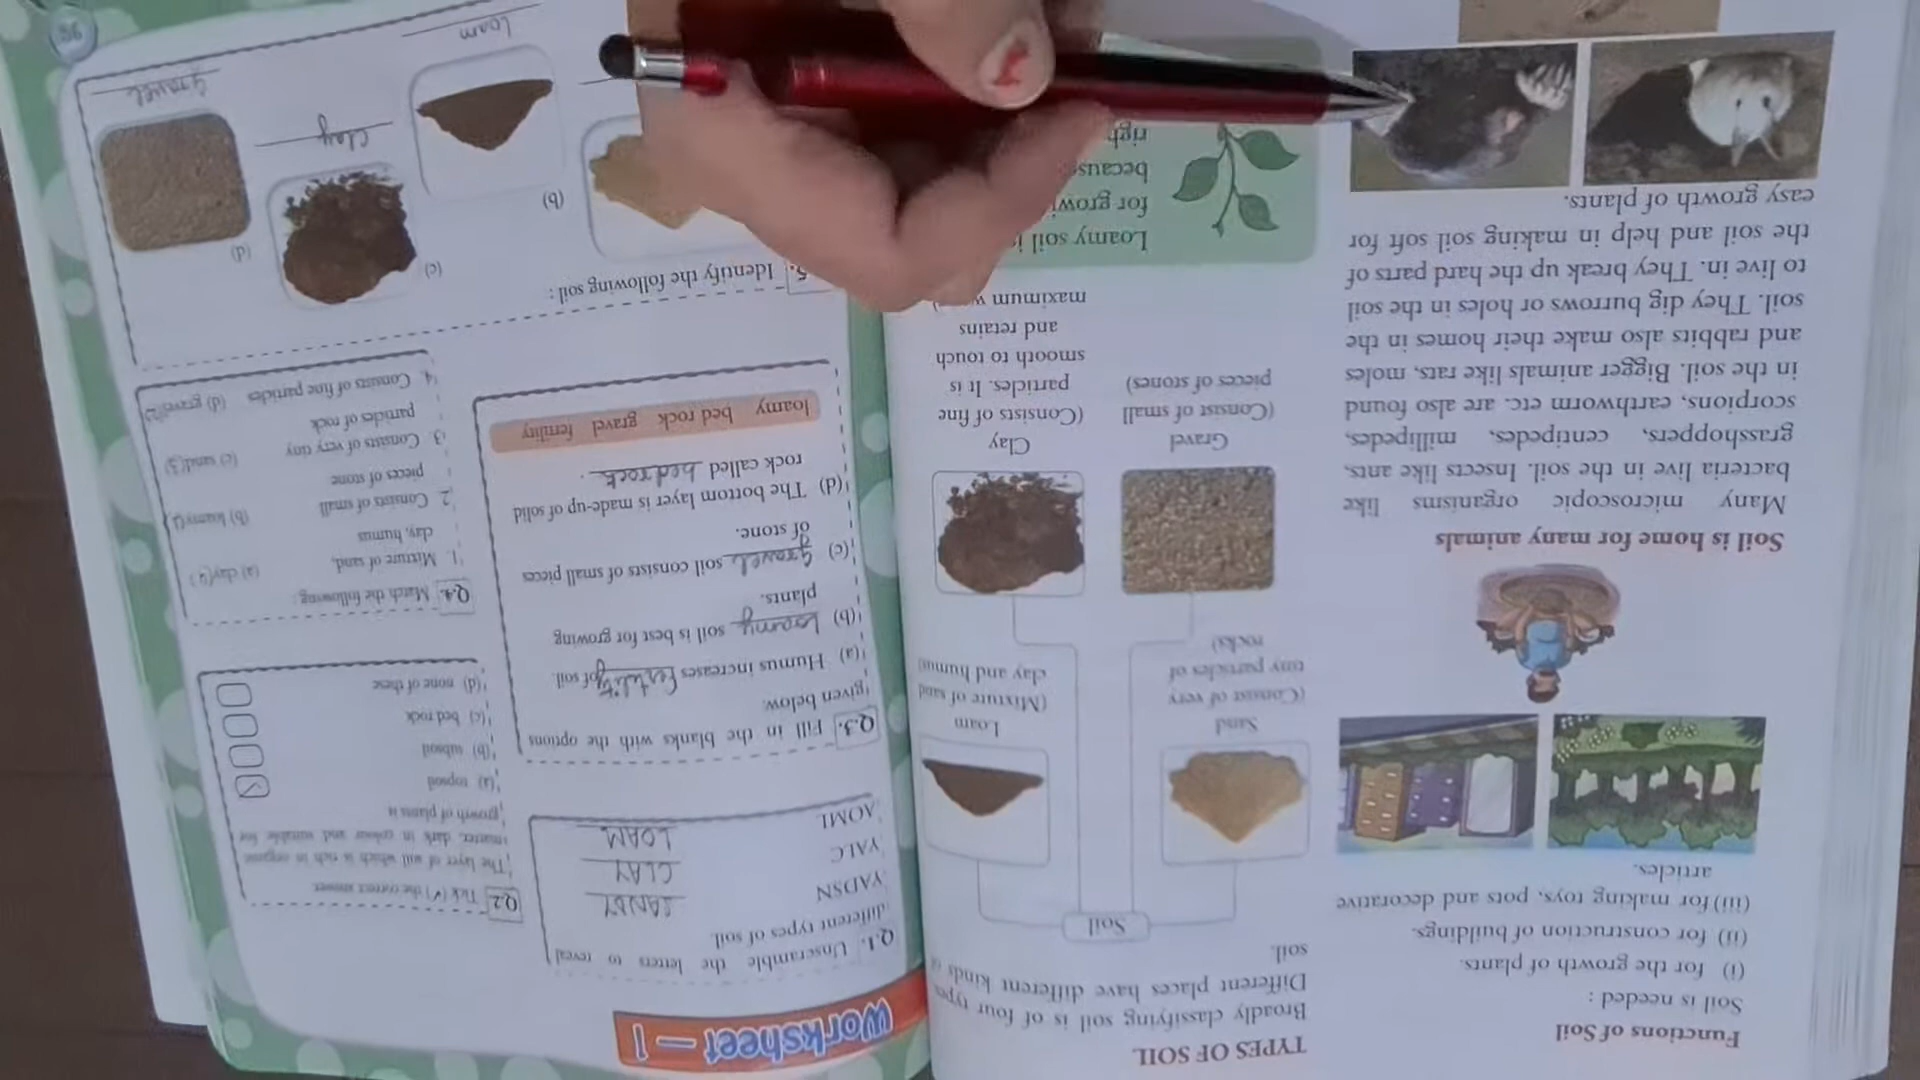 Functions of Soil
Soil is needed :
(i) for the growth of plants.
(ii) for construction of buildings.
(iii) for making toys, pots and decorative
articles.
Soil is home for many animals
Many microscopic organisms like
bacteria live in the soil. Insects like ants,
grasshoppers, centipedes, millipedes,
scorpions, earthworm etc. are also found
in the soil. Bigger animals like rats, moles
and rabbits also make their homes in the
soil. They dig burrows or holes in the soil
to live in. They break up the hard parts of
the soil and help in making soil soft for
easy growth of plants.
TYPES OF SOIL
Broadly classifying soil is of four types
Different places have different kinds
soil.
Soil
Sand
(Consist of very
tiny particles of
rocks)
Loam
(Mixture of sand
clay and humus)
Gravel
(Consist of small
pieces of stones)
Clay
(Consists of fine
particles. It is
smooth to touch
and retains
maximum
Loamy soil
for
because
Worksheet – 1
Q.1. Unscramble the letters to reveal
different types of soil.
YADSN SANDY
YALC CLAY
AOML LOAM
Q.2. Tick (✓) the correct answer
The layer of soil which is rich in organic
matter, dark in colour and suitable for
growth of plants is
(a) topsoil ✓
(b) subsoil
(c) bed rock
(d) none of these
Q.3. Fill in the blanks with the options
given below.
(a) Humus increases fertility of soil.
(b) Loamy soil is best for growing
plants.
(c) gravel soil consists of small pieces
of stone.
(d) The bottom layer is made-up of solid
rock called bedrock.
loamy bed rock gravel fertility
Q.4. Match the following:
1. Mixture of sand, (a) clay
clay, humus
2. Consists of small (b) loamy
pieces of stone
3. Consists of very tiny (c) sand
particles of rock
4. Consists of fine particles (d) gravel
5. Identify the following soil :
(b)
Loam
(c)
clay
(d)
gravel